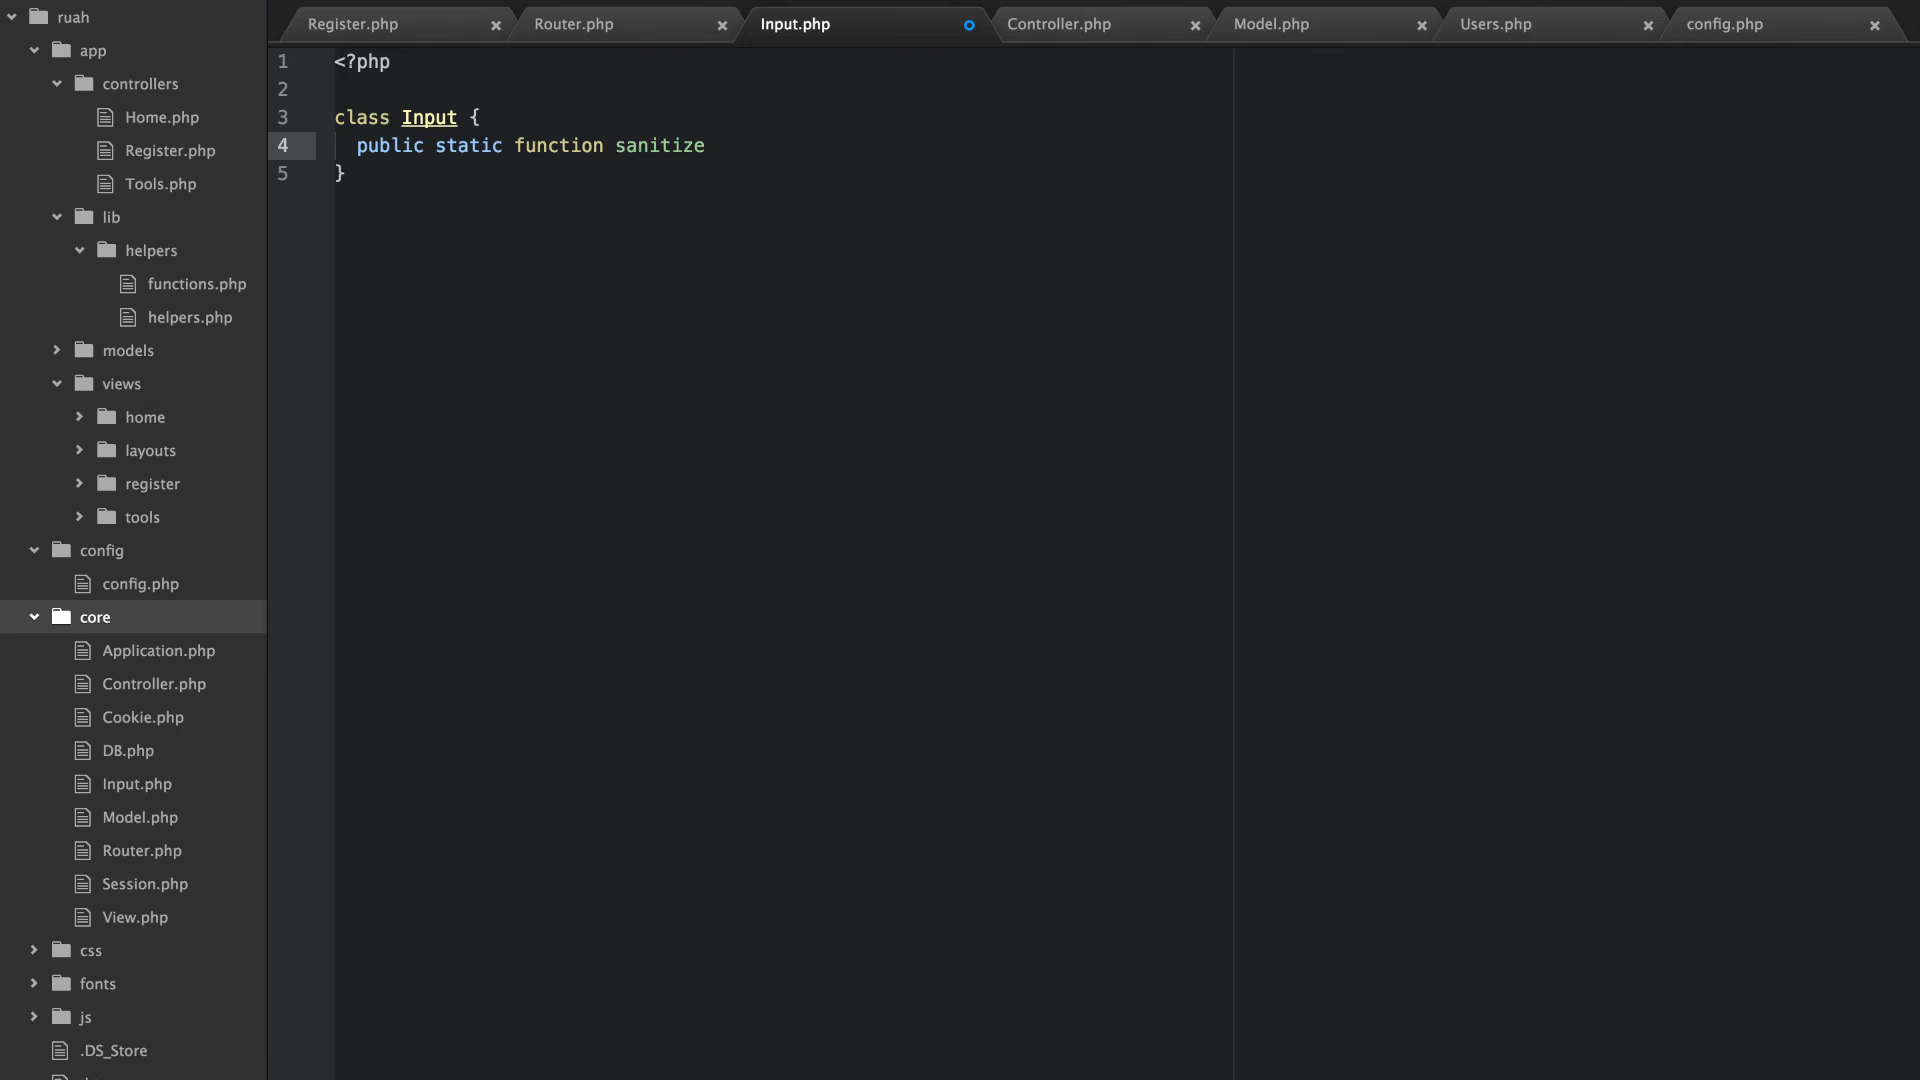 ruah
app
controllers
Home.php
Register.php
Tools.php
lib
helpers
functions.php
helpers.php
models
views
home
layouts
register
tools
config
config.php
core
Application.php
Controller.php
Cookie.php
DB.php
Input.php
Model.php
Router.php
Session.php
View.php
css
fonts
js
.DS_Store
Register.php
Router.php
Input.php
Controller.php
Model.php
Users.php
config.php
1 <?php
2
3 class Input {
4 public static function sanitize
5 }